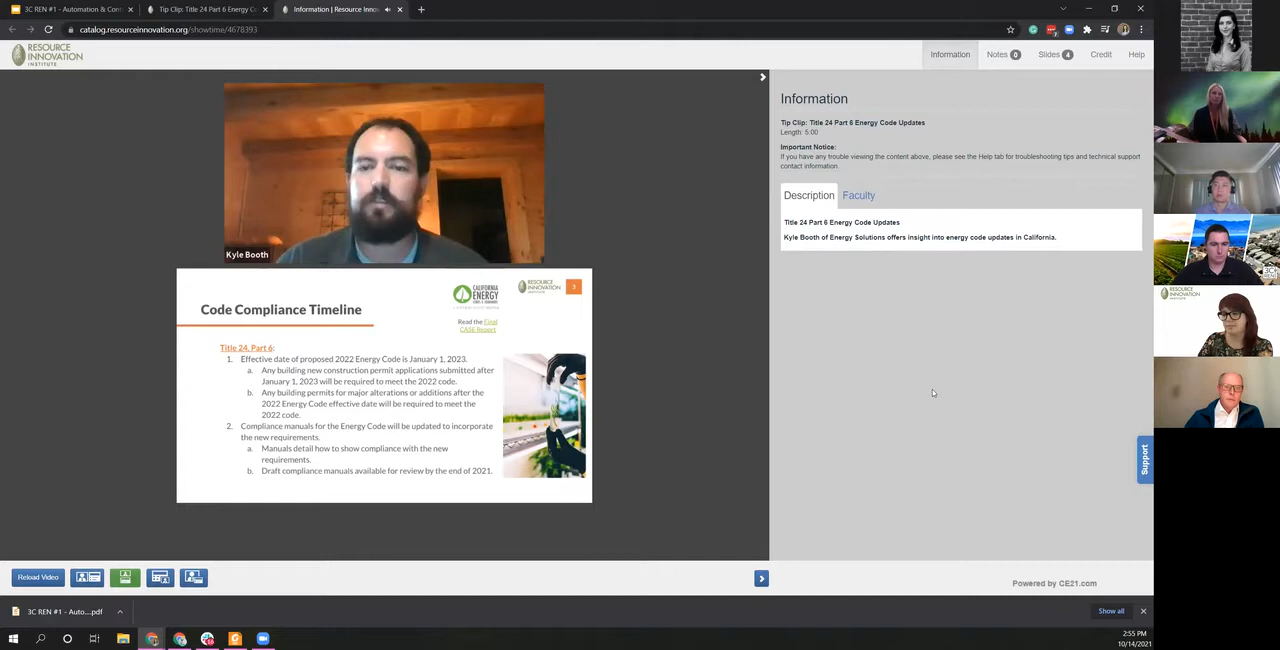 3C REN #1 - Automation & Cont
Tip Clip: Title 24 Part 6 Energy Co
Information | Resource Innov
catalog.resourceinnovation.org/showtime/4678393
RESOURCE
INNOVATION
INSTITUTE
Information
Notes 0
Slides 4
Credit
Help
Kyle Booth
Information
Tip Clip: Title 24 Part 6 Energy Code Updates
Length: 5:00
Important Notice:
If you have any trouble viewing the content above, please see the Help tab for troubleshooting tips and technical support
contact information.
Description
Faculty
Title 24 Part 6 Energy Code Updates
Kyle Booth of Energy Solutions offers insight into energy code updates in California.
CALIFORNIA
ENERGY
RESOURCE
INNOVATION
INSTITUTE
3
Code Compliance Timeline
Read the Final
CASE Report
Title 24, Part 6:
1. Effective date of proposed 2022 Energy Code is January 1, 2023.
a. Any building new construction permit applications submitted after
January 1, 2023 will be required to meet the 2022 code.
b. Any building permits for major alterations or additions after the
2022 Energy Code effective date will be required to meet the
2022 code.
2. Compliance manuals for the Energy Code will be updated to incorporate
the new requirements.
a. Manuals detail how to show compliance with the new
requirements.
b. Draft compliance manuals available for review by the end of 2021.
Support
Reload Video
Powered by CE21.com
3C REN #1 - Auto....pdf
Show all
2:55 PM
10/14/2021
3C
REN
RESOURCE
INNOVATION
INSTITUTE